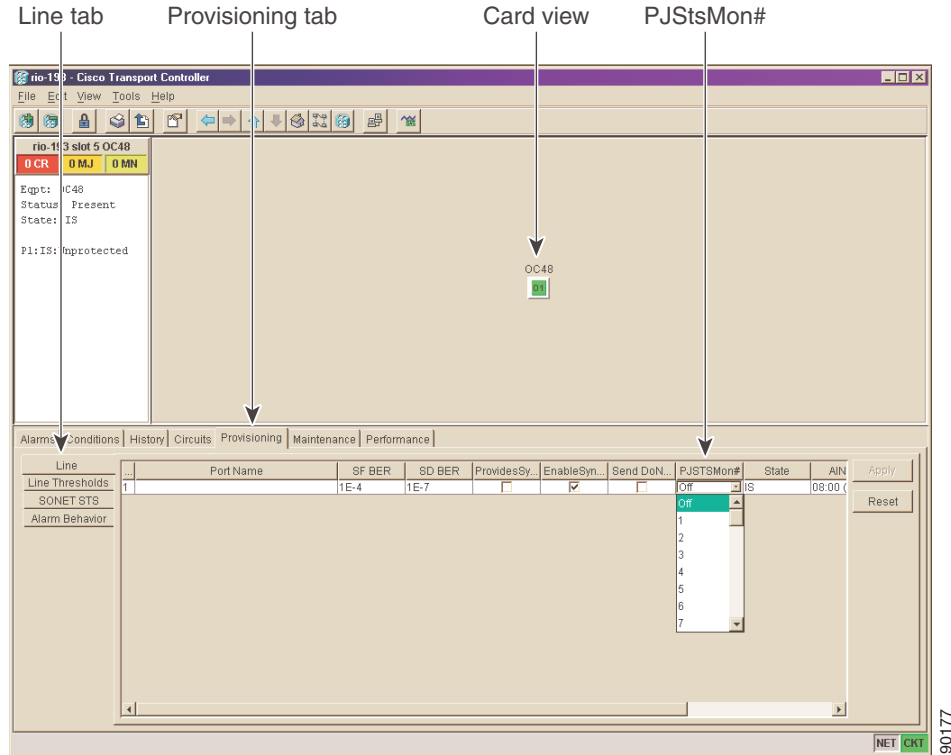 Line tab
Provisioning tab
Card view
PJStsMon#
rio-193 - Cisco Transport Controller
File Edit View Tools Help
rio-193 slot 5 OC48
0 CR 0 MJ 0 MN
Eqpt: OC48
Status: Present
State: IS
P1:IS:Unprotected
OC48
01
Alarms Conditions History Circuits Provisioning Maintenance Performance
Line
Line Thresholds
SONET STS
Alarm Behavior
... Port Name SF BER SD BER ProvidesSy... EnableSyn... Send DoN... PJSTSMon# State AIN
1 1E-4 1E-7 Off IS 08:00 (
Off
1
2
3
4
5
6
7
Apply
Reset
NET CKT
90177